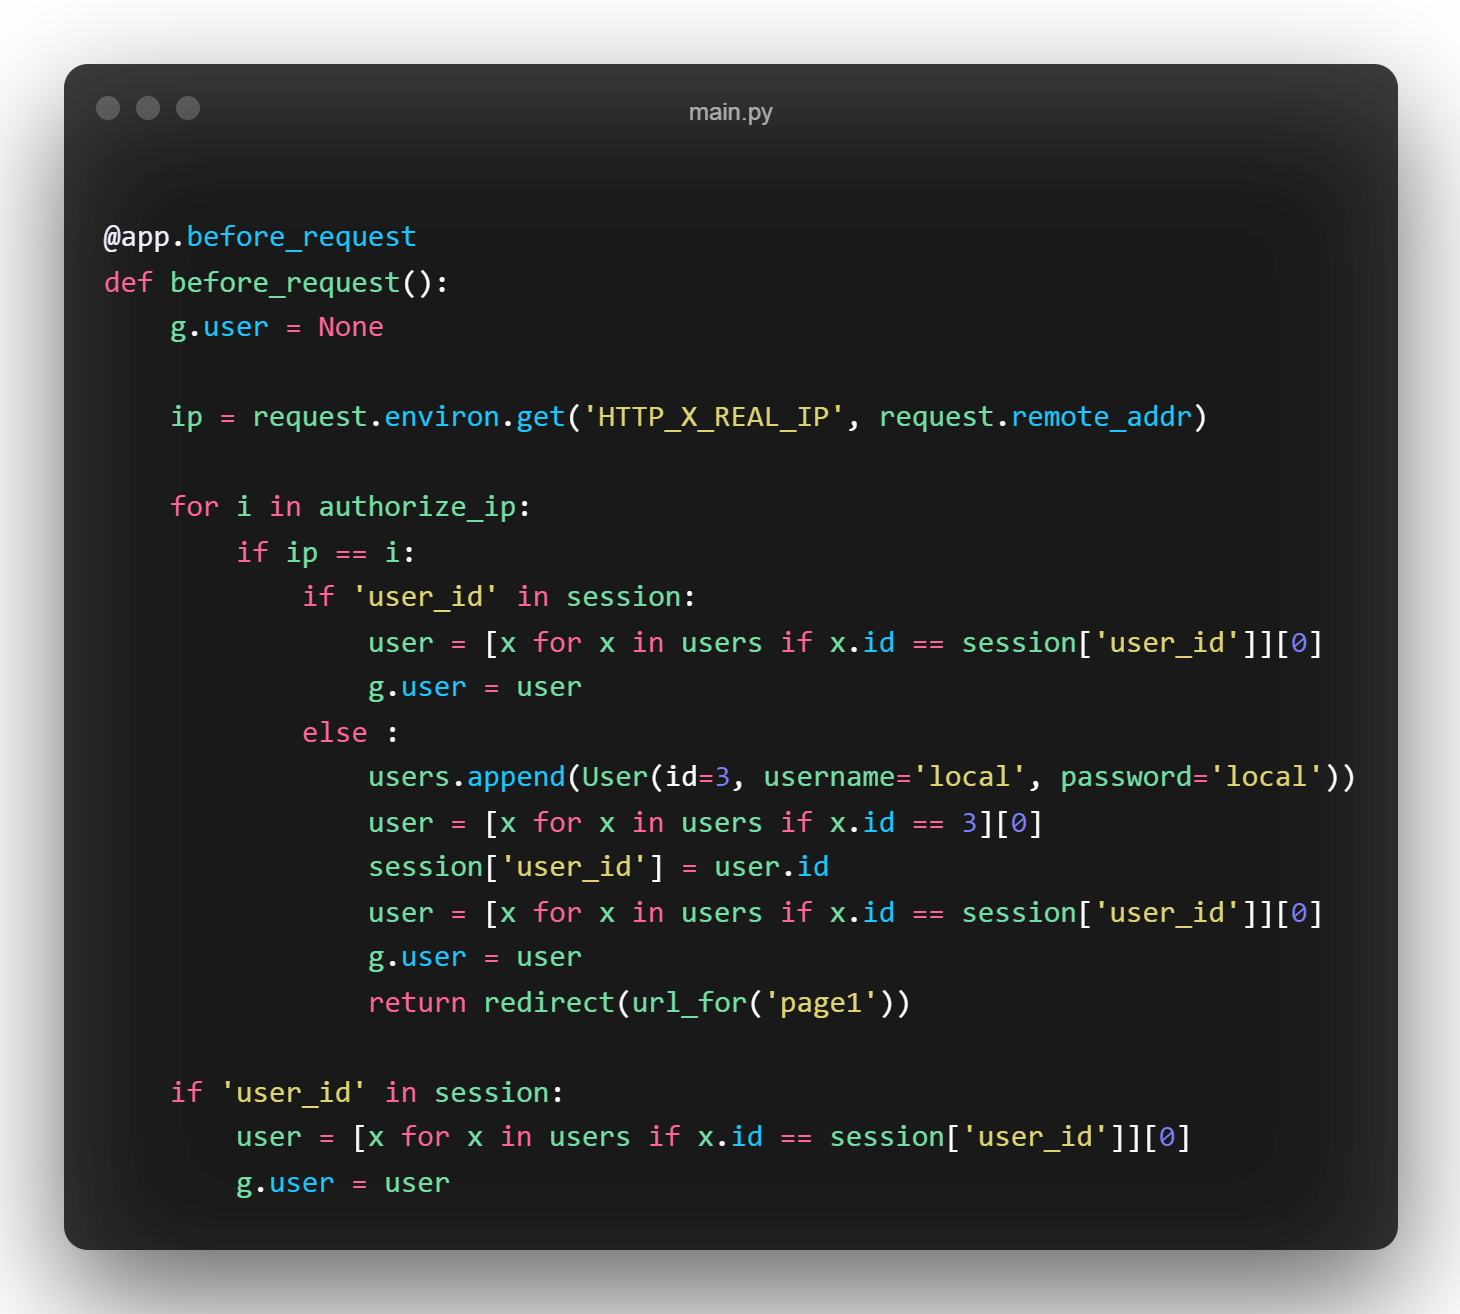 main.py
@app.before_request
def before_request():
    g.user = None
    ip = request.environ.get('HTTP_X_REAL_IP', request.remote_addr)
    for i in authorize_ip:
        if ip == i:
            if 'user_id' in session:
                user = [x for x in users if x.id == session['user_id']][0]
                g.user = user
            else :
                users.append(User(id=3, username='local', password='local'))
                user = [x for x in users if x.id == 3][0]
                session['user_id'] = user.id
                user = [x for x in users if x.id == session['user_id']][0]
                g.user = user
                return redirect(url_for('page1'))
    if 'user_id' in session:
        user = [x for x in users if x.id == session['user_id']][0]
        g.user = user